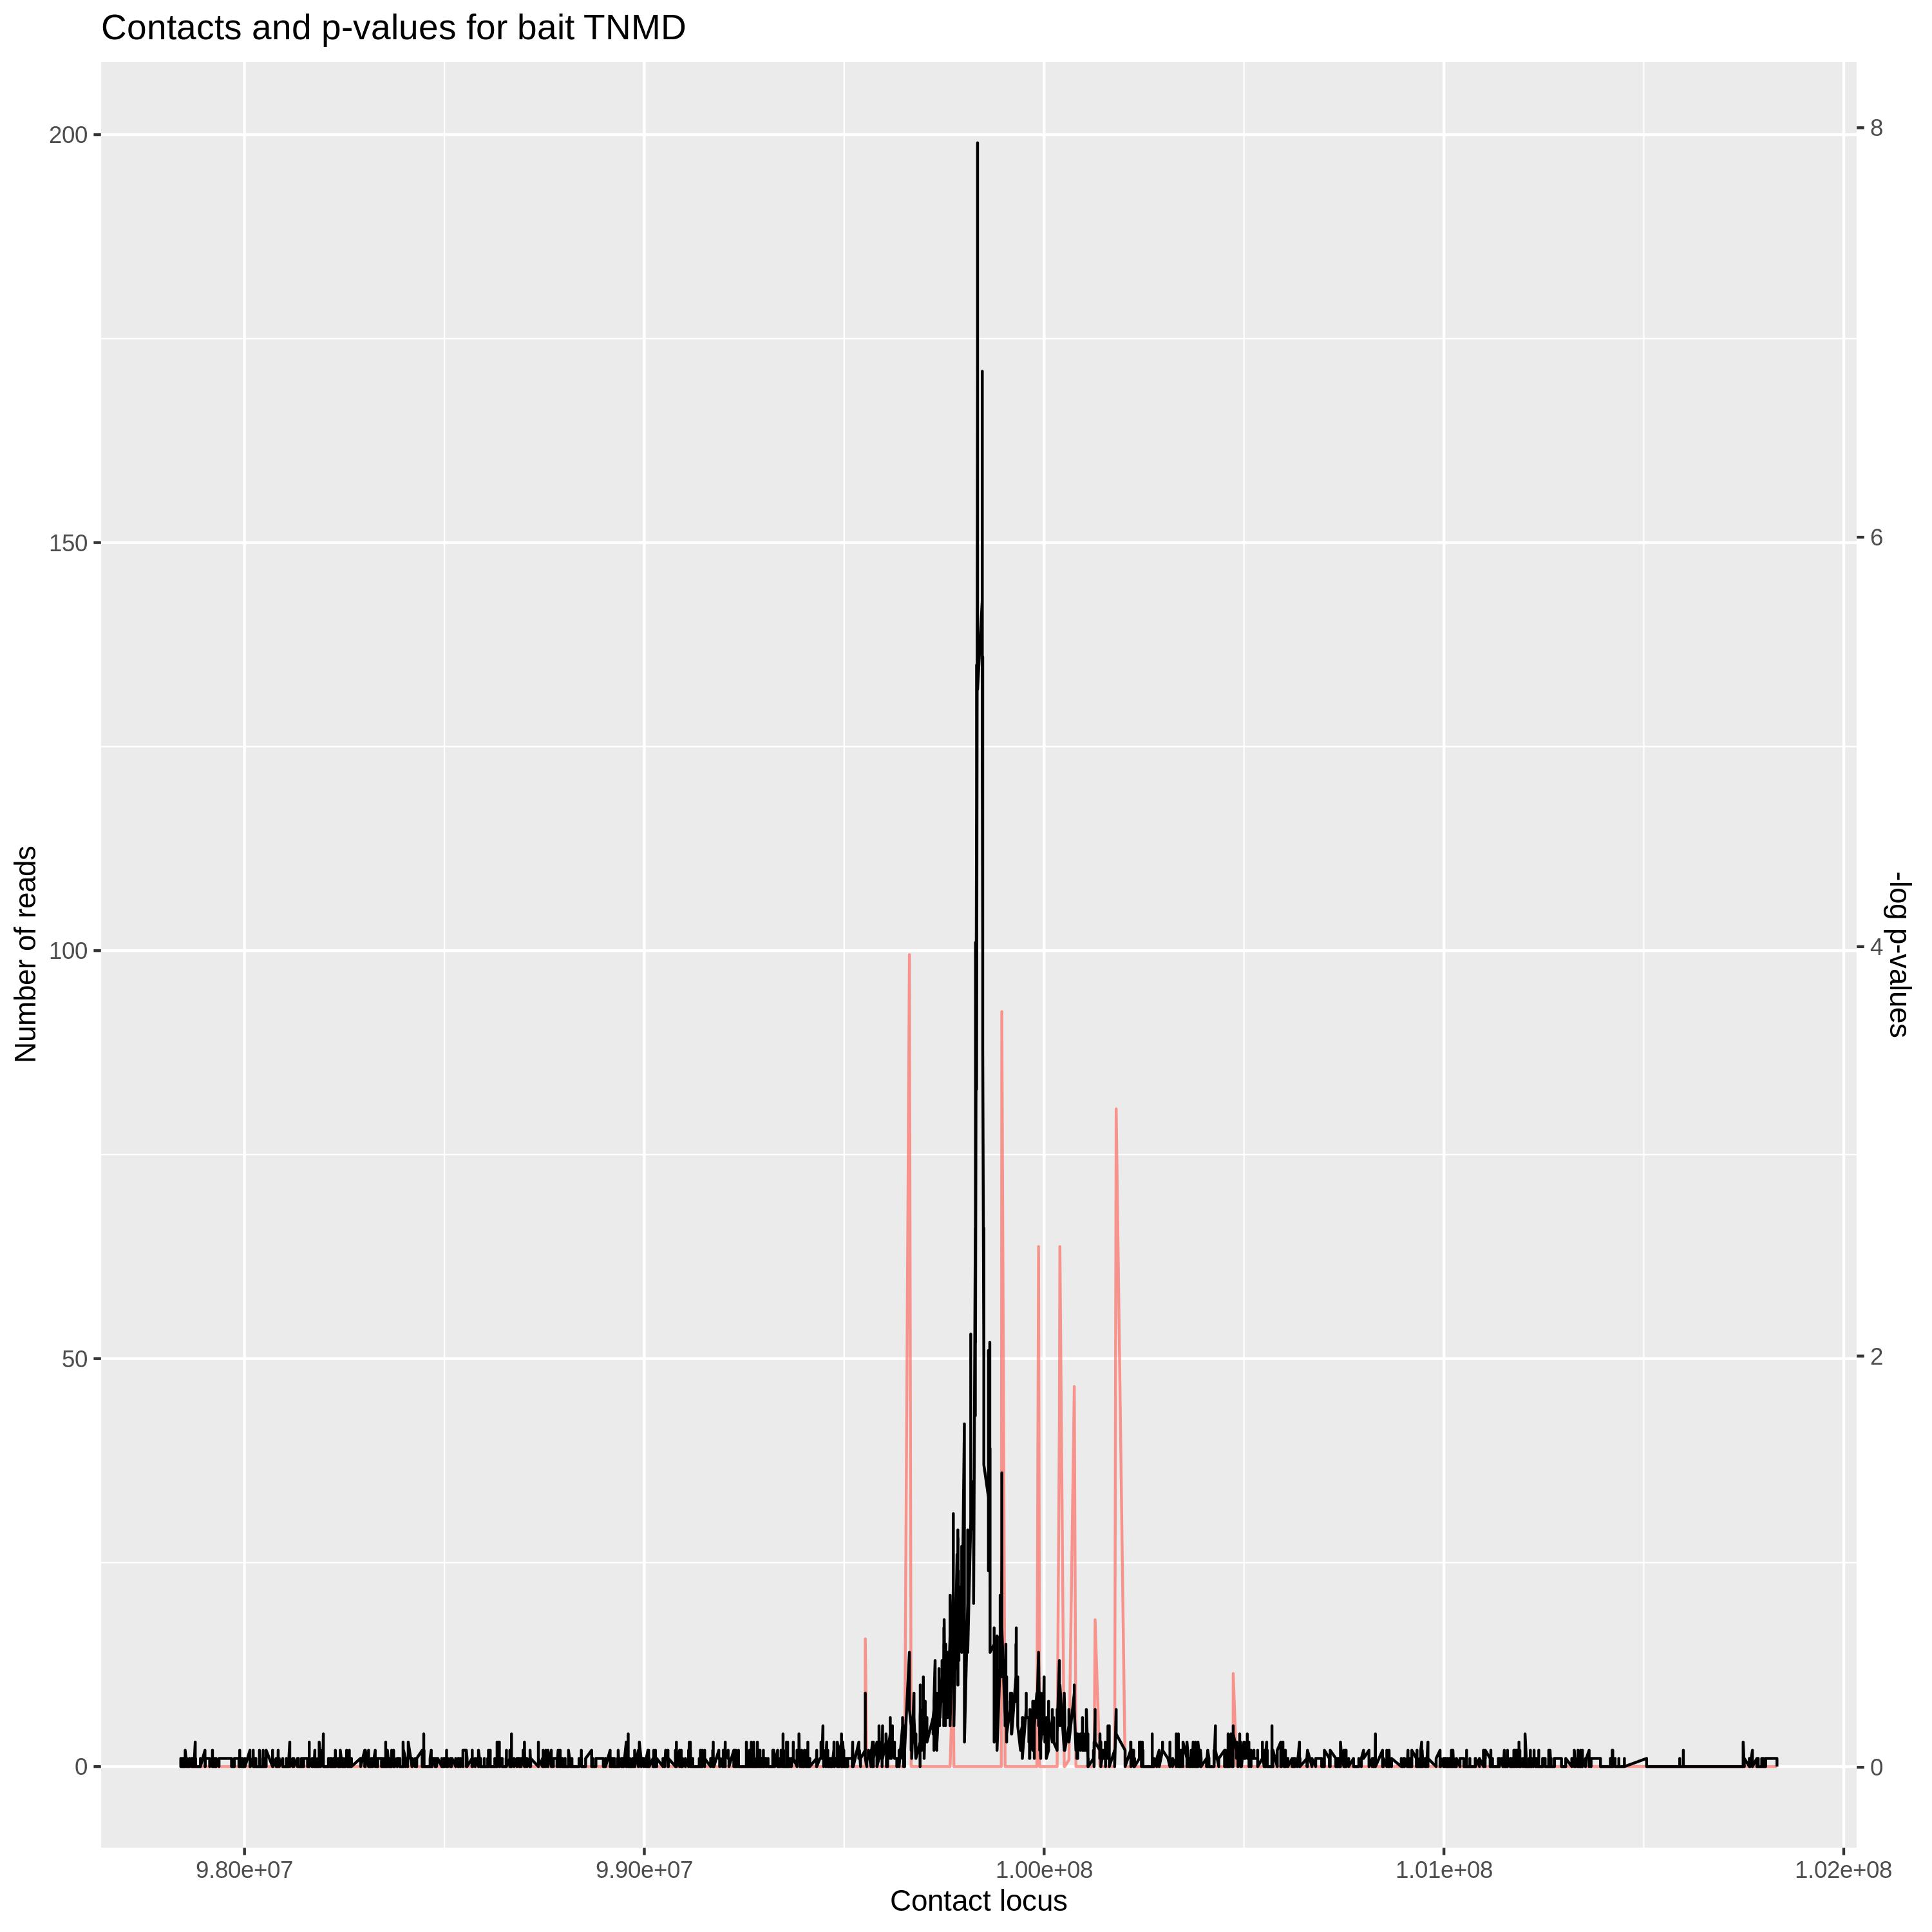 Contacts and p-values for bait TNMD
200
150
100
50
0
Number of reads
8
6
4
2
0
-log p-values
9.80e+07
9.90e+07
1.00e+08
1.01e+08
1.02e+08
Contact locus